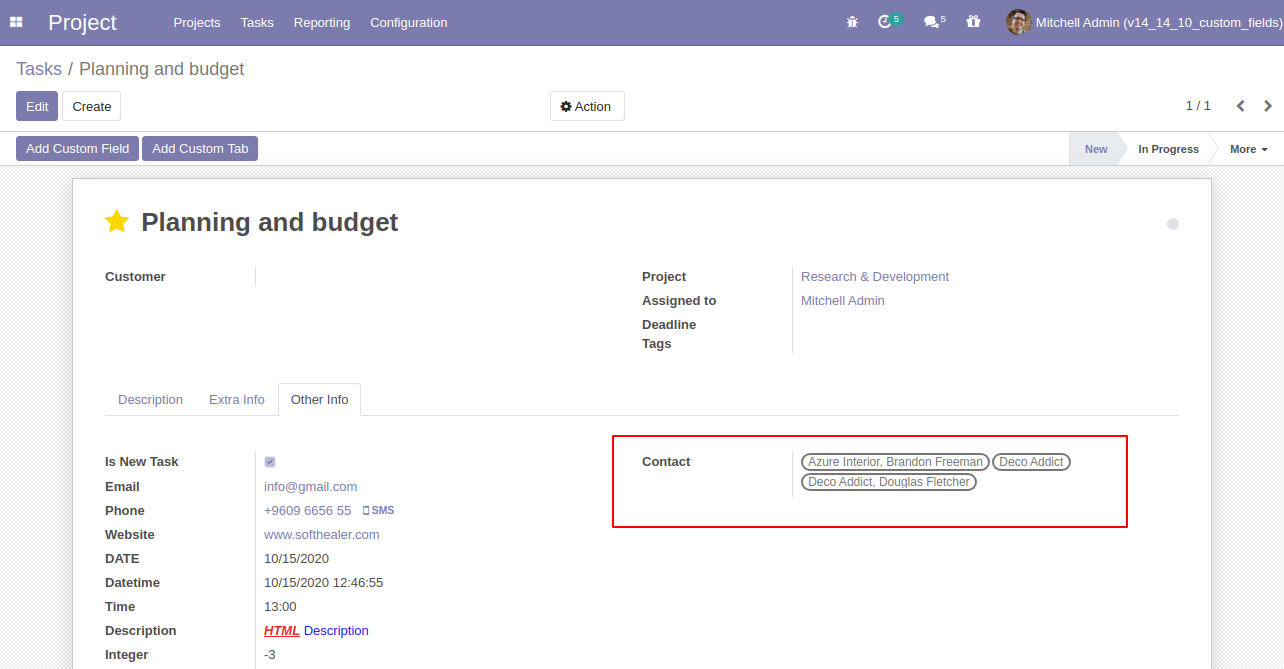 Project Projects Tasks Reporting Configuration 5 5 Mitchell Admin (v14_14_10_custom_fields)
Tasks / Planning and budget
Edit Create Action 1 / 1
Add Custom Field Add Custom Tab New In Progress More
Planning and budget
Customer
Project Research & Development
Assigned to Mitchell Admin
Deadline
Tags
Description Extra Info Other Info
Is New Task
Email info@gmail.com
Phone +9609 6656 55 SMS
Website www.softhealer.com
DATE 10/15/2020
Datetime 10/15/2020 12:46:55
Time 13:00
Description HTML Description
Integer -3
Contact Azure Interior, Brandon Freeman Deco Addict
Deco Addict, Douglas Fletcher